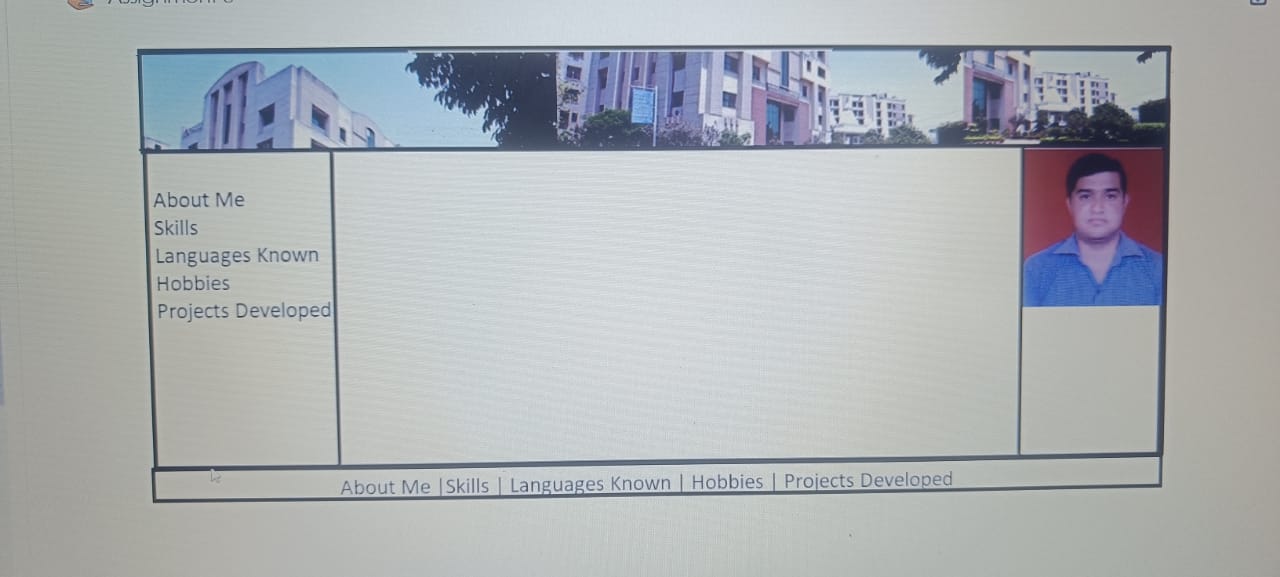 About Me
Skills
Languages Known
Hobbies
Projects Developed
About Me |Skills | Languages Known | Hobbies | Projects Developed